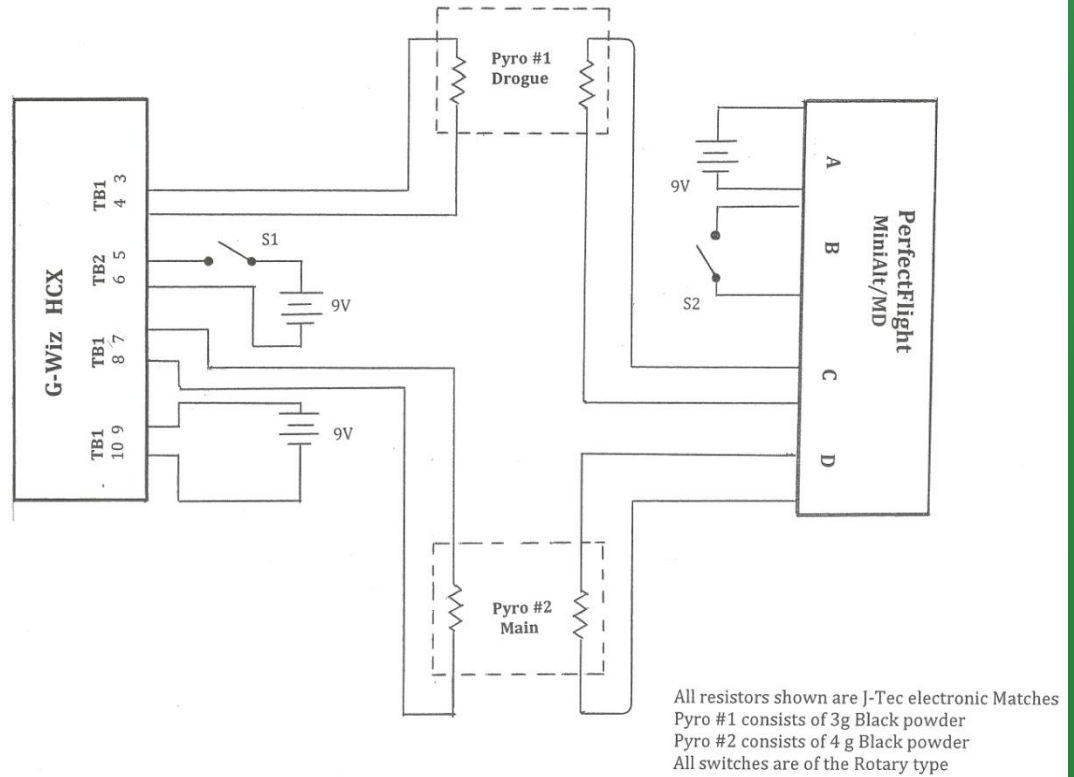 Pyro #1
Drogue
G-Wiz HCX
TB1
3
4
TB2
5
6
TB1
7
8
TB1
9
10
S1
9V
9V
9V
S2
A
B
C
D
PerfectFlight
MiniAlt/MD
Pyro #2
Main
All resistors shown are J-Tec electronic Matches
Pyro #1 consists of 3g Black powder
Pyro #2 consists of 4 g Black powder
All switches are of the Rotary type